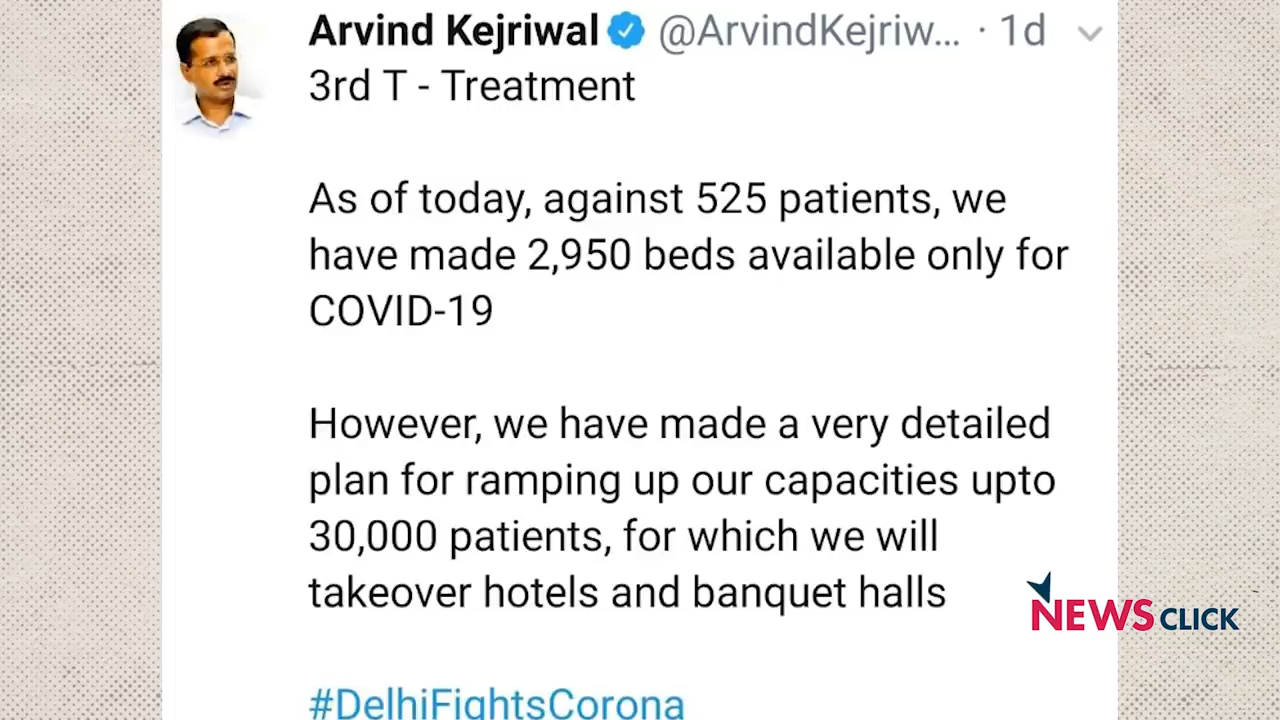 Arvind Kejriwal @ArvindKejriw... · 1d
3rd T - Treatment
As of today, against 525 patients, we
have made 2,950 beds available only for
COVID-19
However, we have made a very detailed
plan for ramping up our capacities upto
30,000 patients, for which we will
takeover hotels and banquet halls
NEWSCLICK
#DelhiFightsCorona